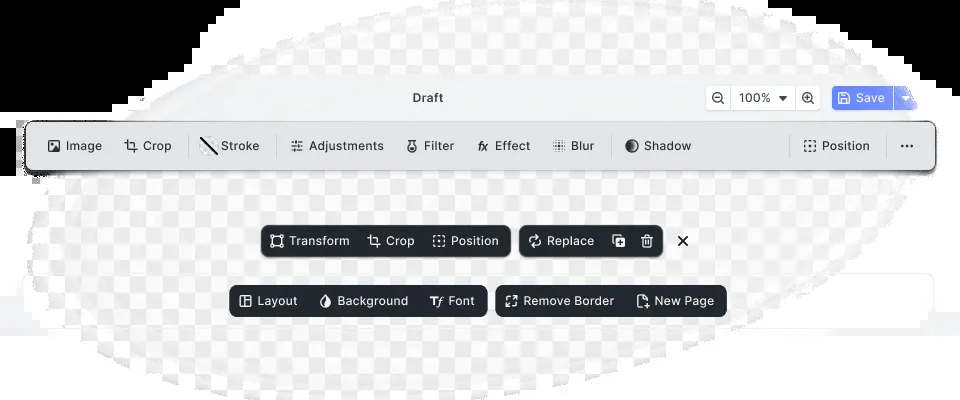 Draft 100% Save
Image Crop Stroke Adjustments Filter Effect Blur Shadow Position
Transform Crop Position Replace
Layout Background Font Remove Border New Page